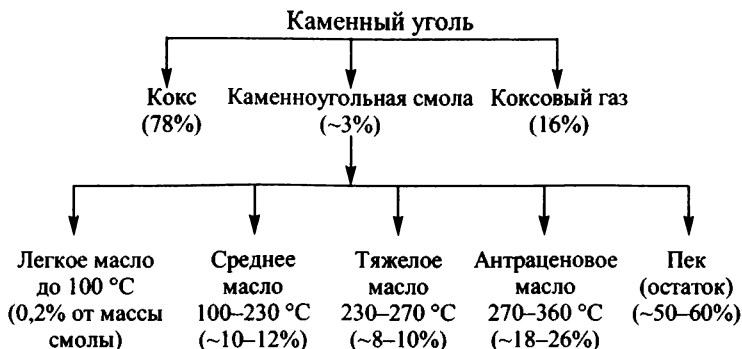 Каменный уголь
Кокс
(78%)
Каменноугольная смола
(~3%)
Коксовый газ
(16%)
Легкое масло
до 100 °C
(0,2% от массы
смолы)
Среднее
масло
100–230 °C
(~10–12%)
Тяжелое
масло
230–270 °C
(~8–10%)
Антраценовое
масло
270–360 °C
(~18–26%)
Пек
(остаток)
(~50–60%)